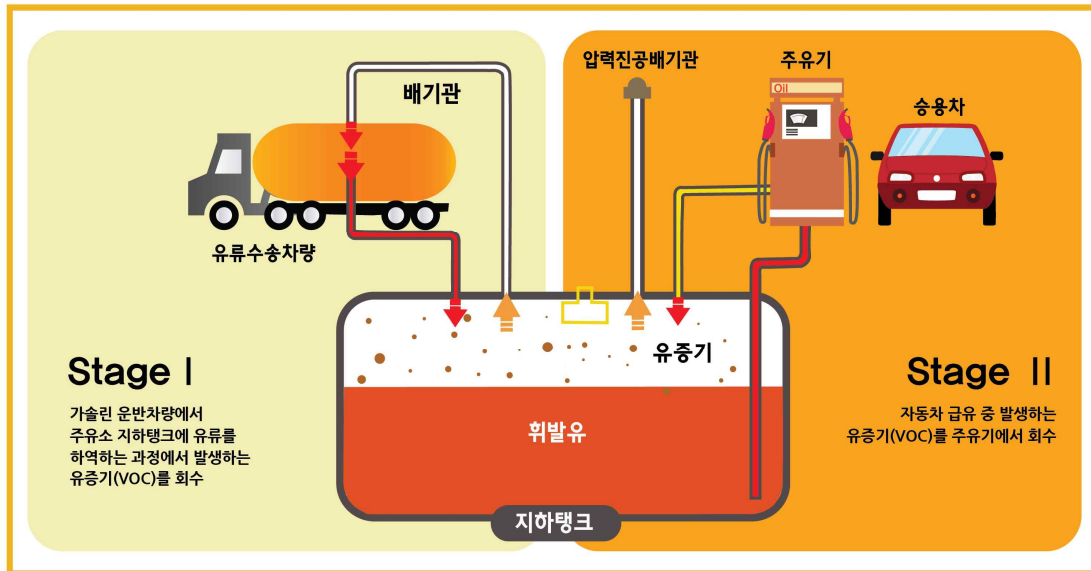 배기관
유류수송차량
압력진공배기관
주유기
Oil
승용차
유증기
Stage I
가솔린 운반차량에서
주유소 지하탱크에 유류를
하역하는 과정에서 발생하는
유증기(VOC)를 회수
Stage II
자동차 급유 중 발생하는
유증기(VOC)를 주유기에서 회수
휘발유
지하탱크